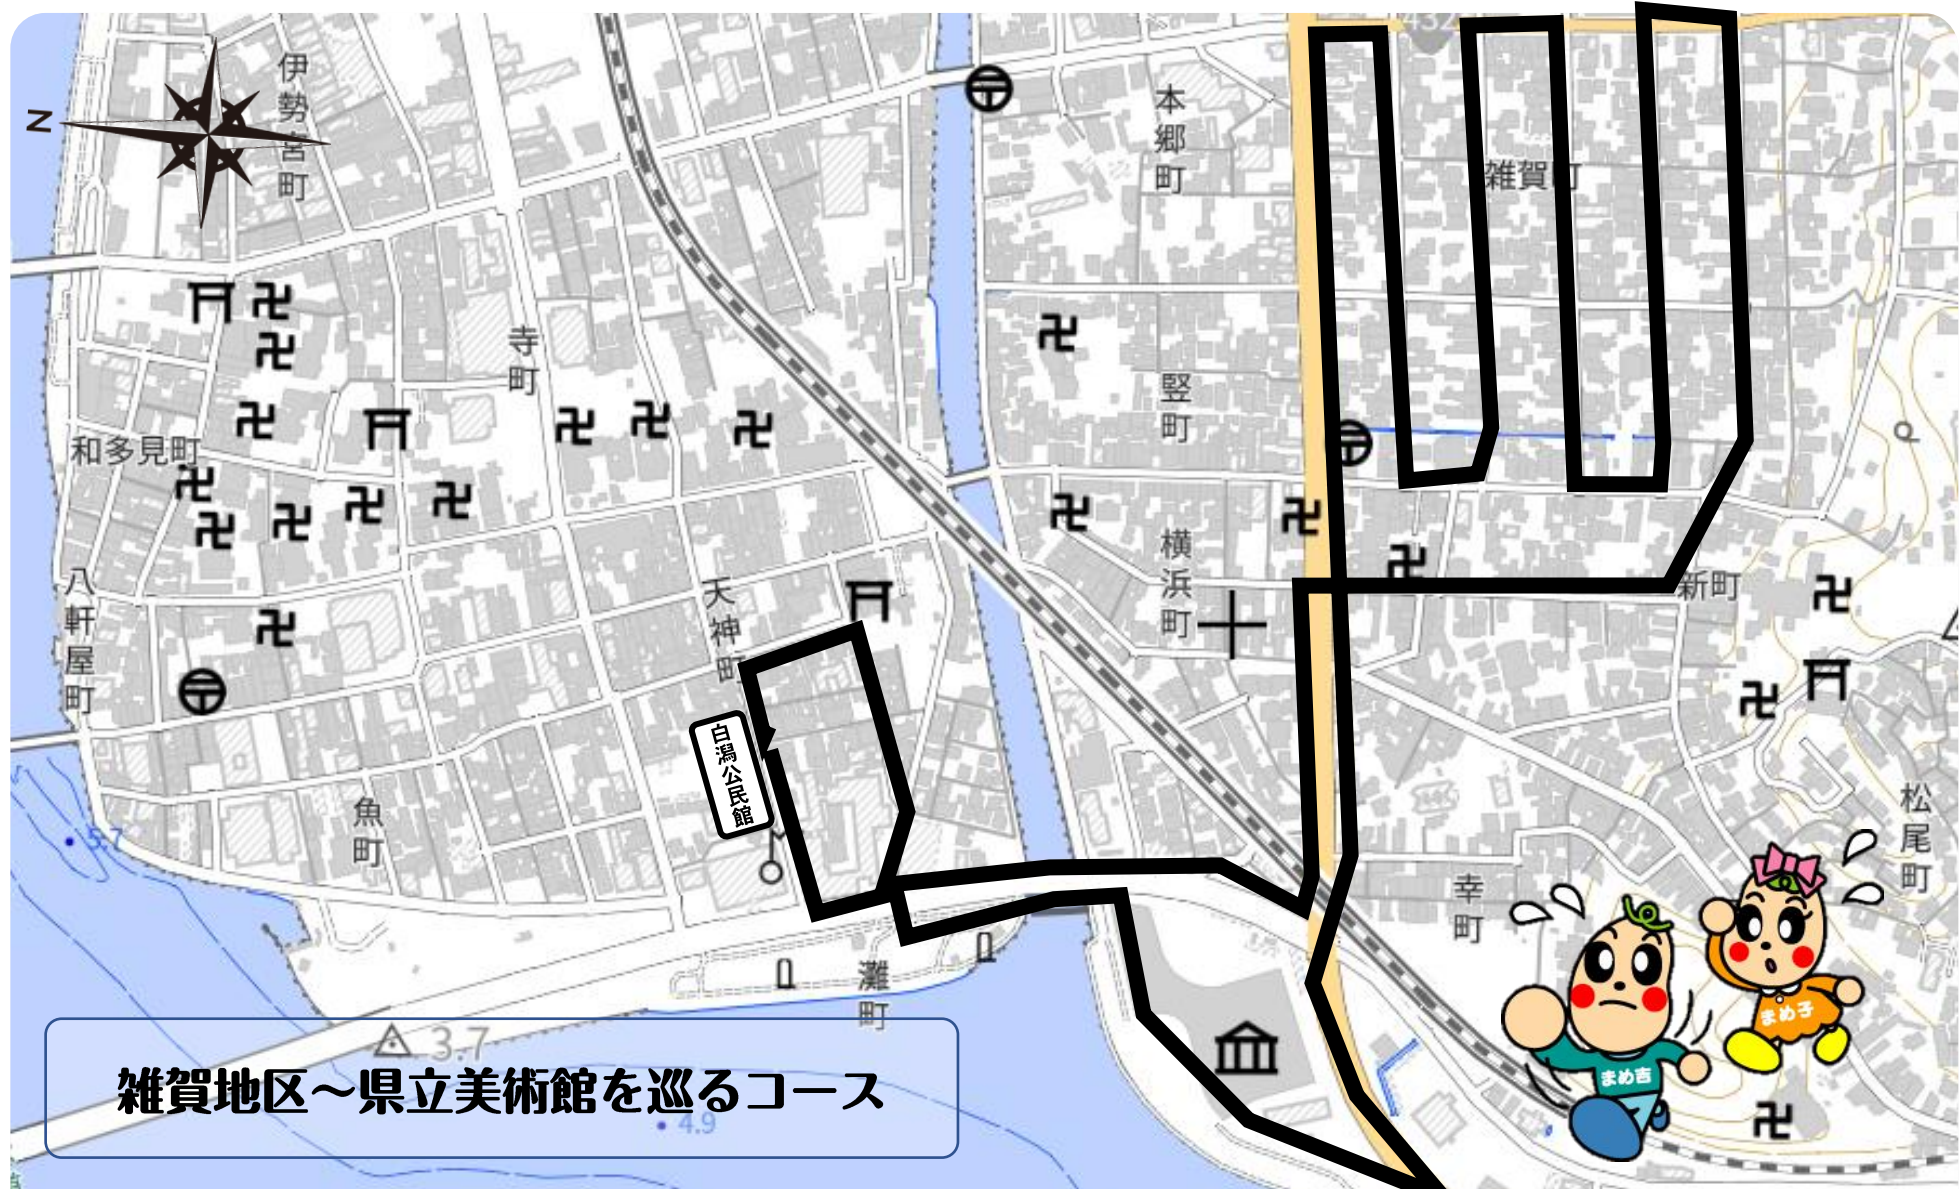 432
伊勢宮町
本郷町
雑賀町
N
寺町
竪町
和多見町
横浜町
八軒屋町
天神町
新町
白潟公民館
魚町
松尾町
5.7
幸町
灘町
まめ子
3.7
まめ吉
雑賀地区～県立美術館を巡るコース
4.9